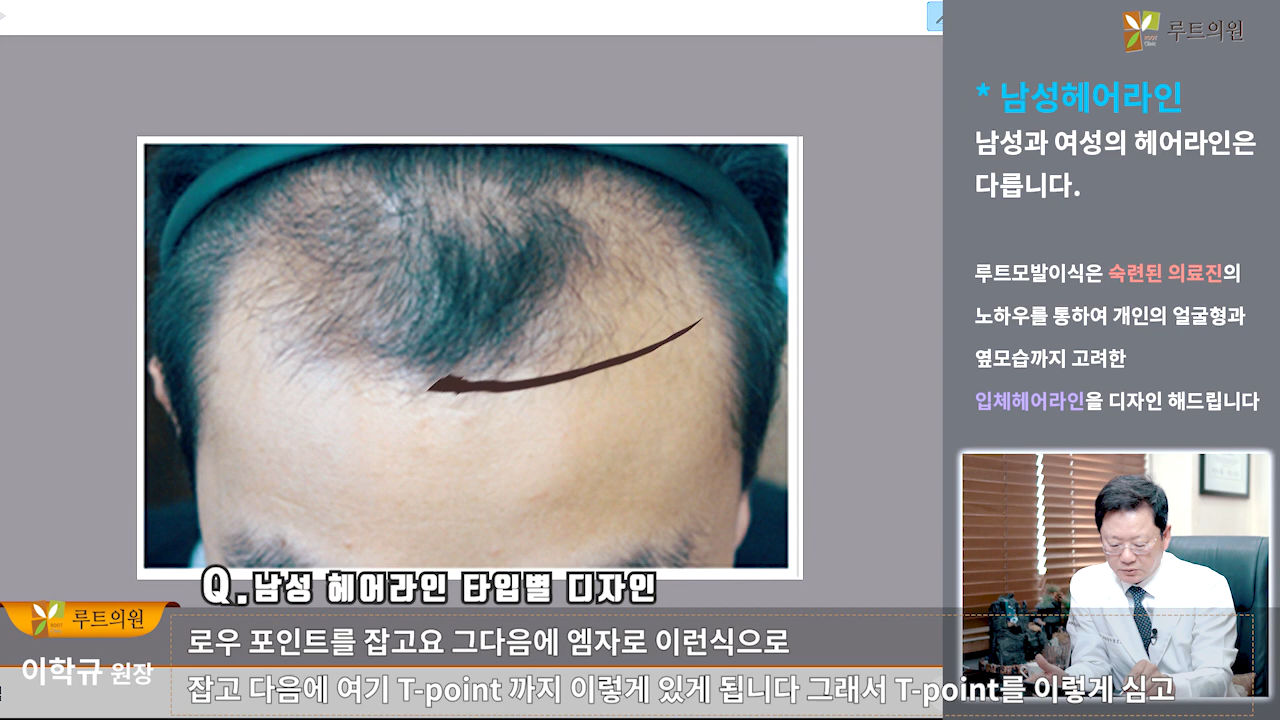 루트의원
* 남성헤어라인
남성과 여성의 헤어라인은
다릅니다.
루트모발이식은 숙련된 의료진의
노하우를 통하여 개인의 얼굴형과
옆모습까지 고려한
입체헤어라인을 디자인 해드립니다
Q.남성 헤어라인 타입별 디자인
루트의원
이학규 원장
로우 포인트를 잡고요 그다음에 엠자로 이런식으로
잡고 다음에 여기 T-point 까지 이렇게 있게 됩니다 그래서 T-point를 이렇게 심고